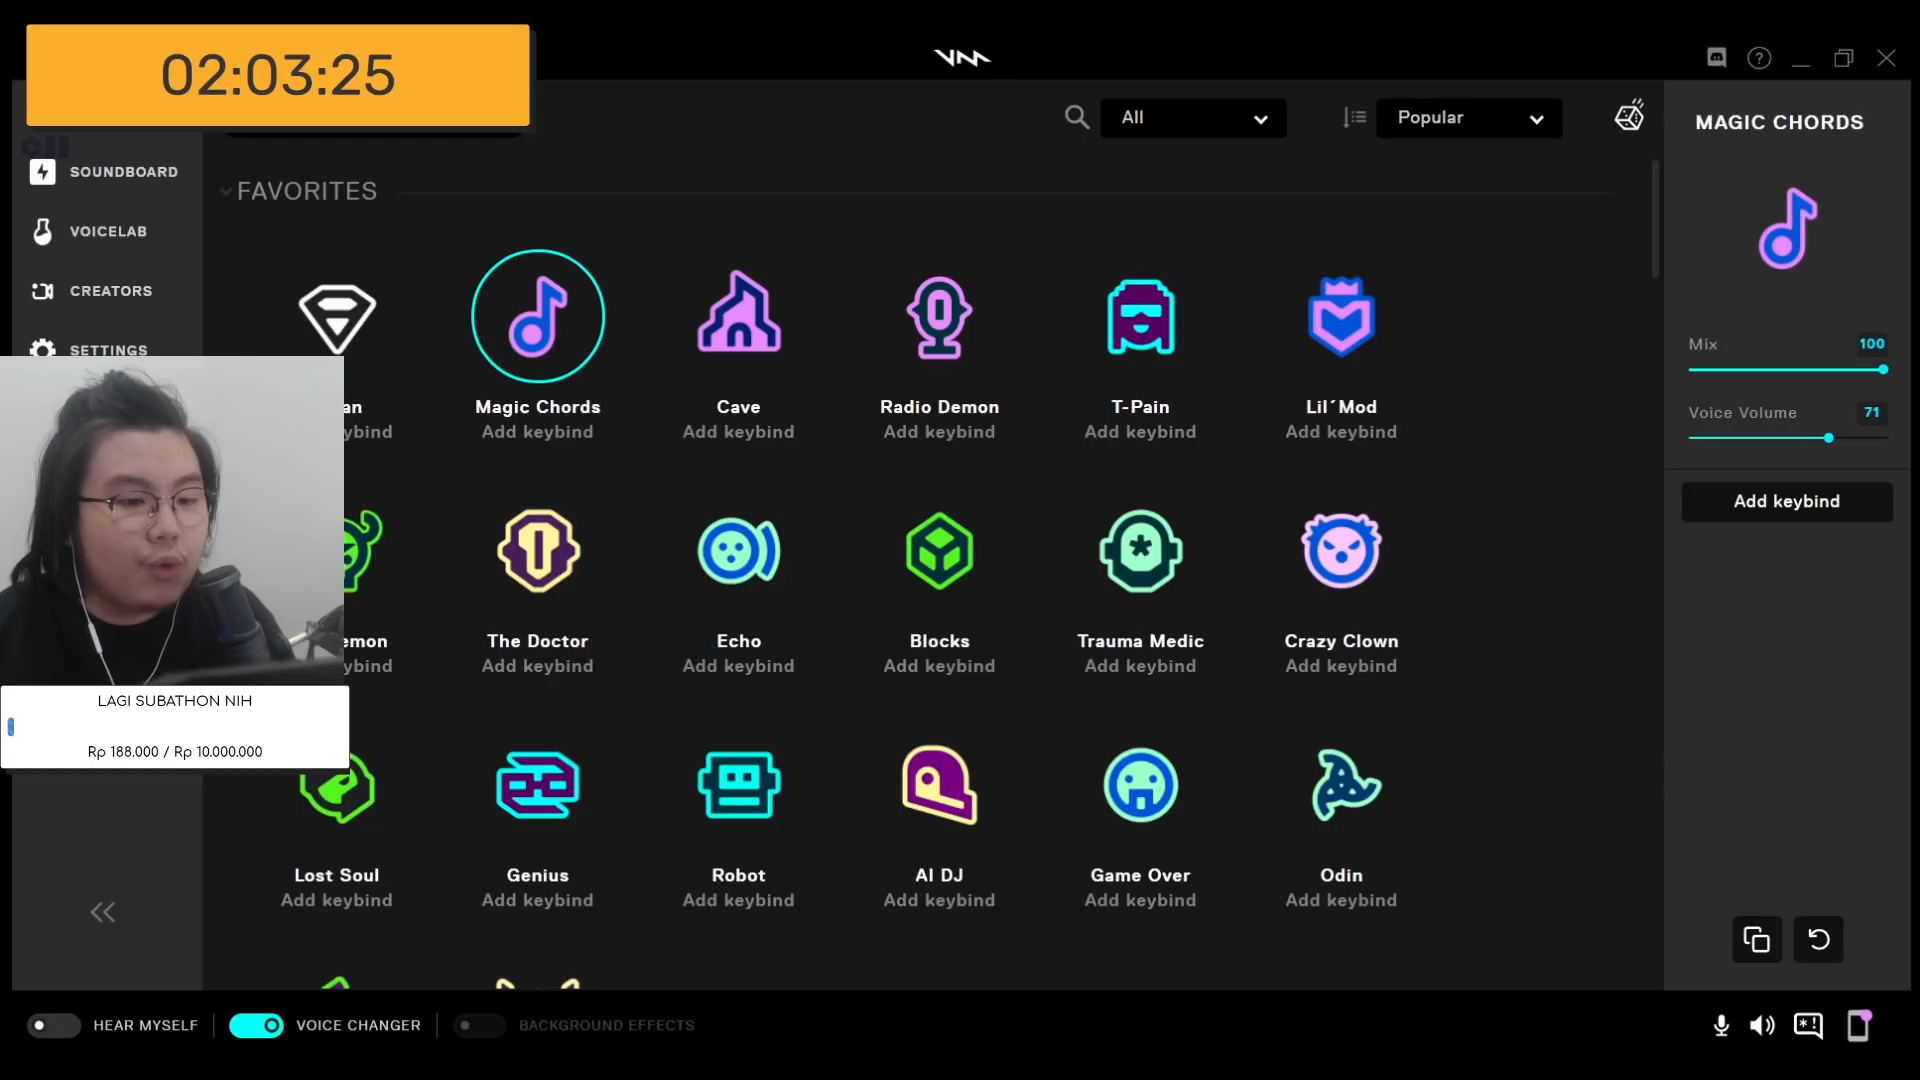 02:03:25
All
Popular
MAGIC CHORDS
SOUNDBOARD
VOICELAB
CREATORS
SETTINGS
FAVORITES
Magic Chords
Cave
Radio Demon
T-Pain
Lil´Mod
an
Add keybind
Add keybind
Add keybind
Add keybind
Add keybind
ybind
Mix
100
Voice Volume
71
Add keybind
emon
The Doctor
Echo
Blocks
Trauma Medic
Crazy Clown
ybind
Add keybind
Add keybind
Add keybind
Add keybind
Add keybind
LAGI SUBATHON NIH
Rp 188.000 / Rp 10.000.000
Lost Soul
Genius
Robot
AI DJ
Game Over
Odin
Add keybind
Add keybind
Add keybind
Add keybind
Add keybind
Add keybind
HEAR MYSELF
VOICE CHANGER
BACKGROUND EFFECTS